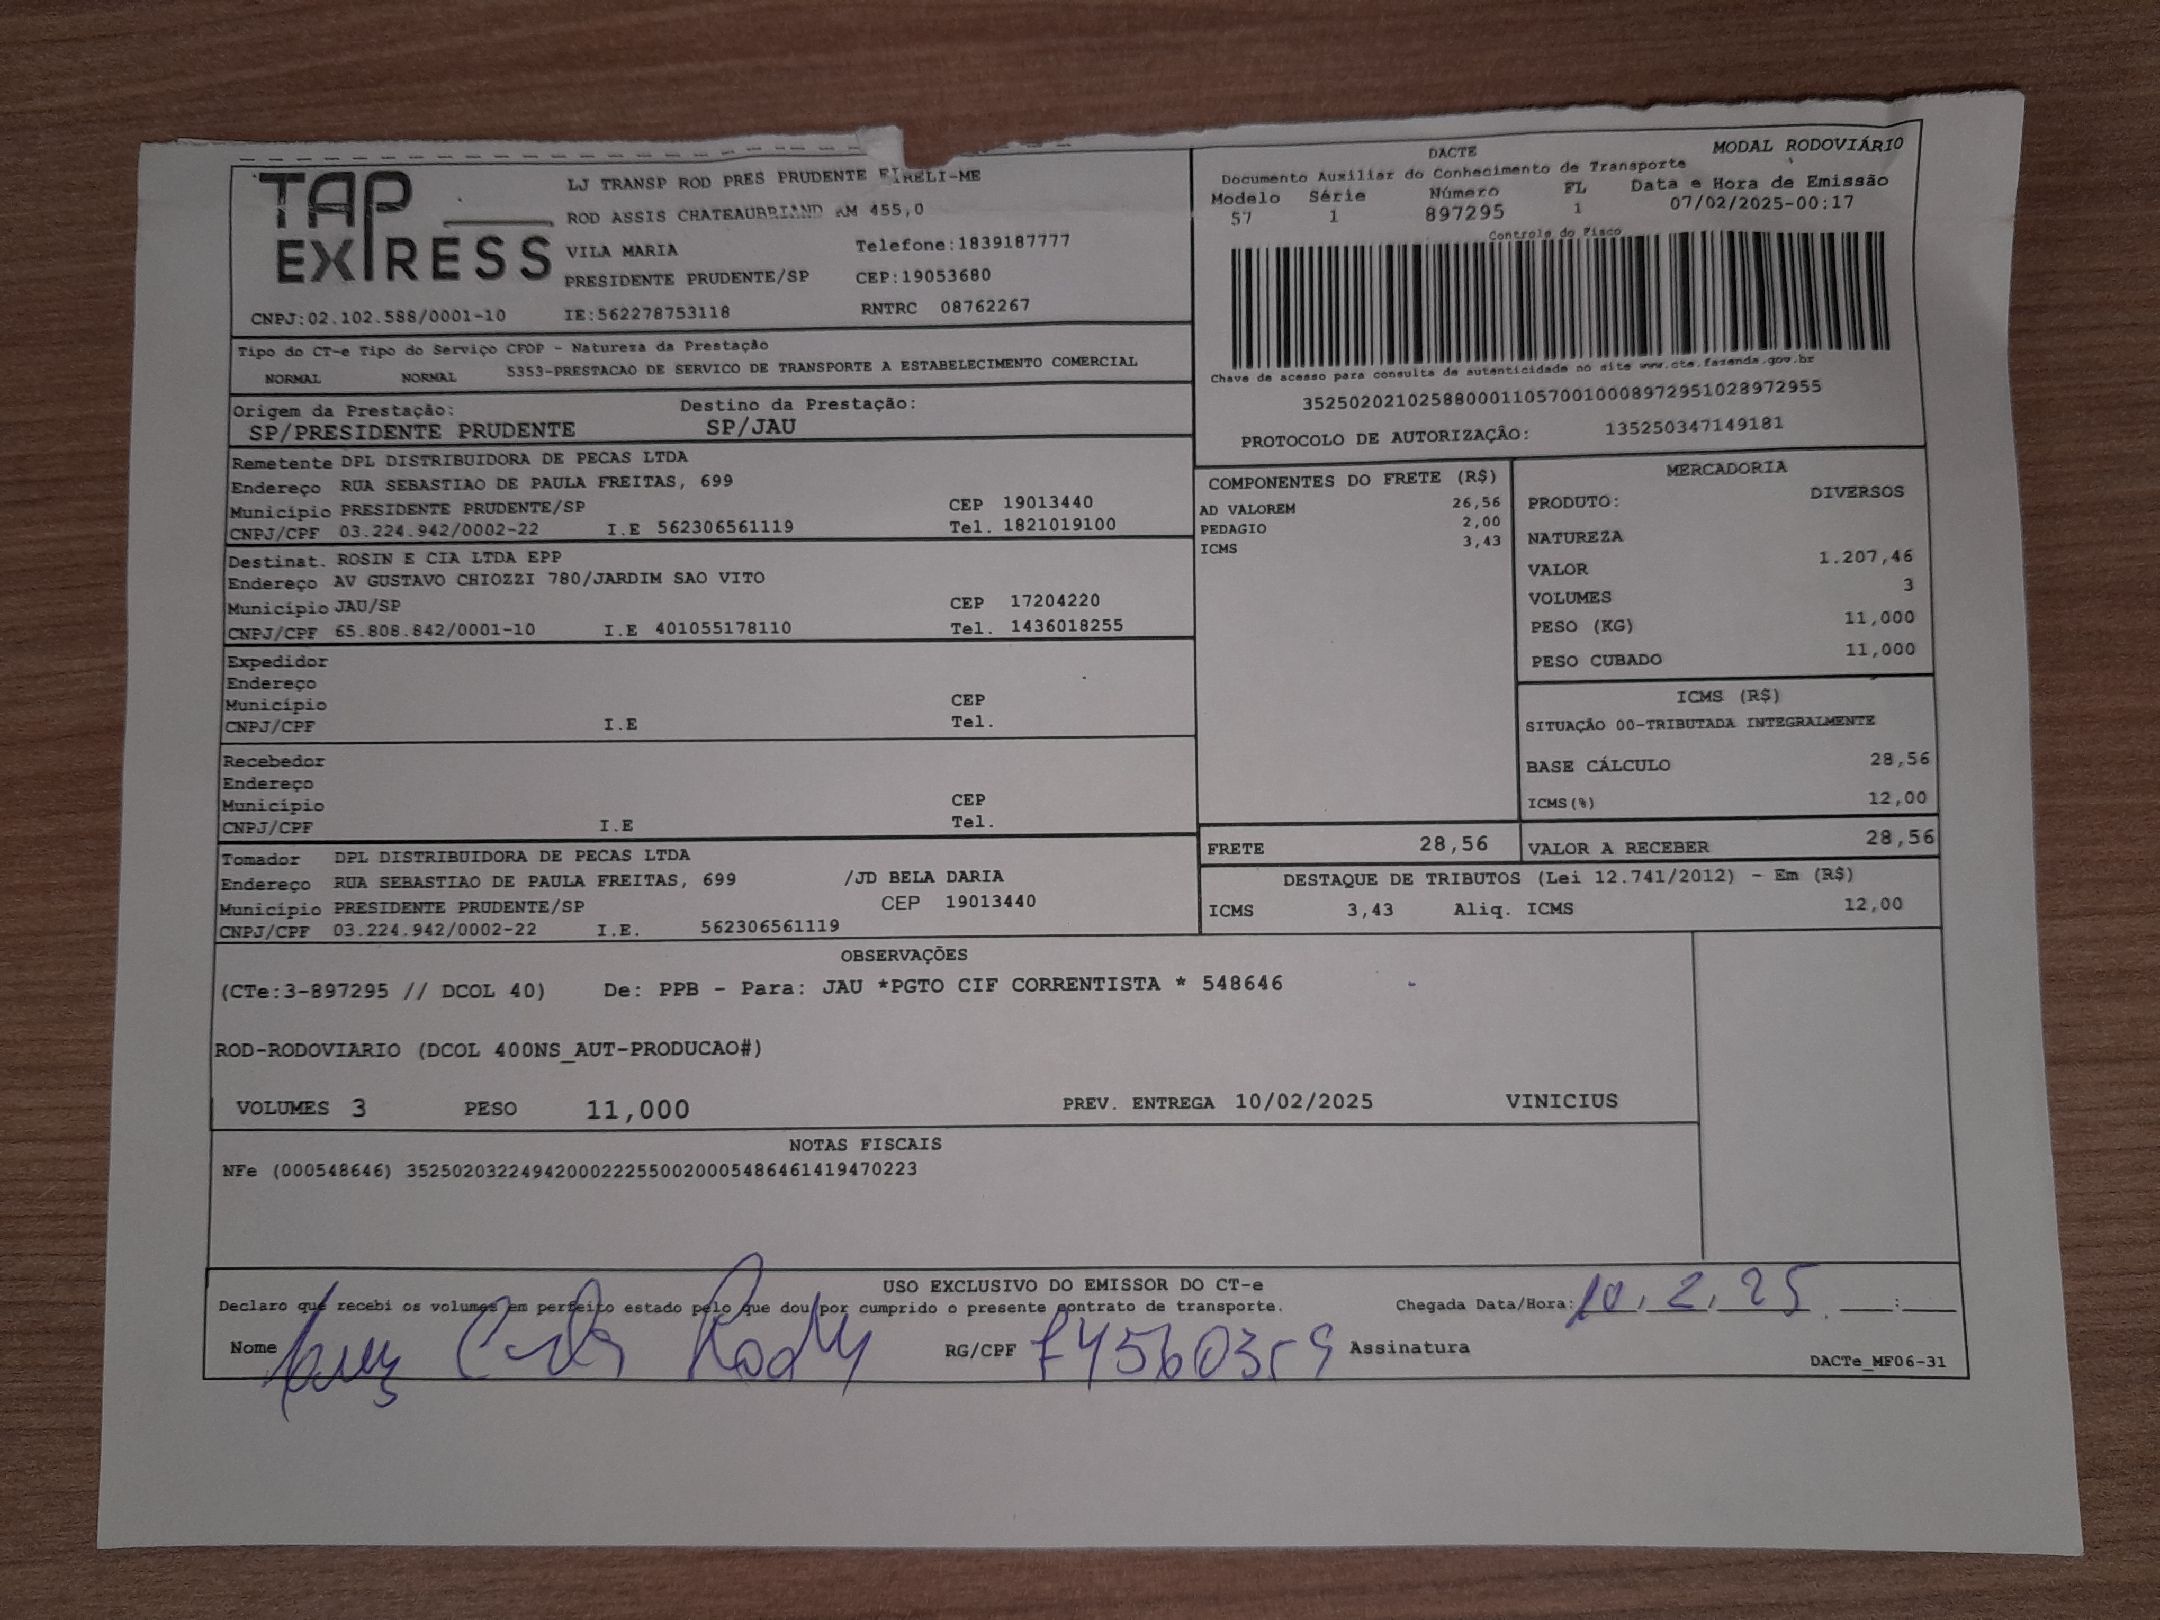 TAP EXPRESS
LJ TRANSP ROD PRES PRUDENTE EIRELI-ME
ROD ASSIS CHATEAUBRIAND KM 455,0
VILA MARIA Telefone:1839187777
PRESIDENTE PRUDENTE/SP CEP:19053680
CNPJ:02.102.588/0001-10 IE:562278753118 RNTRC 08762267
DACTE MODAL RODOVIÁRIO
Documento Auxiliar do Conhecimento de Transporte
Modelo Série Número FL Data e Hora de Emissão
57 1 897295 1 07/02/2025-00:17
Controle do Fisco
Chave de acesso para consulta de autenticidade no site www.cte.fazenda.gov.br
35250202102588000110570010008972951028972955
PROTOCOLO DE AUTORIZAÇÃO: 135250347149181
Tipo do CT-e Tipo do Serviço CFOP - Natureza da Prestação
NORMAL NORMAL 5353-PRESTACAO DE SERVICO DE TRANSPORTE A ESTABELECIMENTO COMERCIAL
Origem da Prestação: Destino da Prestação:
SP/PRESIDENTE PRUDENTE SP/JAU
Remetente DPL DISTRIBUIDORA DE PECAS LTDA
Endereço RUA SEBASTIAO DE PAULA FREITAS, 699
Município PRESIDENTE PRUDENTE/SP CEP 19013440
CNPJ/CPF 03.224.942/0002-22 I.E 562306561119 Tel. 1821019100
Destinat. ROSIN E CIA LTDA EPP
Endereço AV GUSTAVO CHIOZZI 780/JARDIM SAO VITO
Município JAU/SP CEP 17204220
CNPJ/CPF 65.808.842/0001-10 I.E 401055178110 Tel. 1436018255
Expedidor
Endereço
Município CEP
CNPJ/CPF I.E Tel.
Recebedor
Endereço
Município CEP
CNPJ/CPF I.E Tel.
Tomador DPL DISTRIBUIDORA DE PECAS LTDA
Endereço RUA SEBASTIAO DE PAULA FREITAS, 699 /JD BELA DARIA
Município PRESIDENTE PRUDENTE/SP CEP 19013440
CNPJ/CPF 03.224.942/0002-22 I.E. 562306561119
COMPONENTES DO FRETE (R$)
AD VALOREM 26,56
PEDAGIO 2,00
ICMS 3,43
MERCADORIA
PRODUTO: DIVERSOS
NATUREZA
VALOR 1.207,46
VOLUMES 3
PESO (KG) 11,000
PESO CUBADO 11,000
ICMS (R$)
SITUAÇÃO 00-TRIBUTADA INTEGRALMENTE
BASE CÁLCULO 28,56
ICMS(%) 12,00
FRETE 28,56 VALOR A RECEBER 28,56
DESTAQUE DE TRIBUTOS (Lei 12.741/2012) - Em (R$)
ICMS 3,43 Aliq. ICMS 12,00
OBSERVAÇÕES
(CTe:3-897295 // DCOL 40) De: PPB - Para: JAU *PGTO CIF CORRENTISTA * 548646
ROD-RODOVIARIO (DCOL 400NS_AUT-PRODUCAO#)
VOLUMES 3 PESO 11,000 PREV. ENTREGA 10/02/2025 VINICIUS
NOTAS FISCAIS
NFe (000548646) 35250203224942000222550020005486461419470223
USO EXCLUSIVO DO EMISSOR DO CT-e
Declaro que recebi os volumes em perfeito estado pelo que dou por cumprido o presente contrato de transporte. Chegada Data/Hora: 10.2.25 :
Nome RG/CPF Assinatura
DACTe_MF06-31